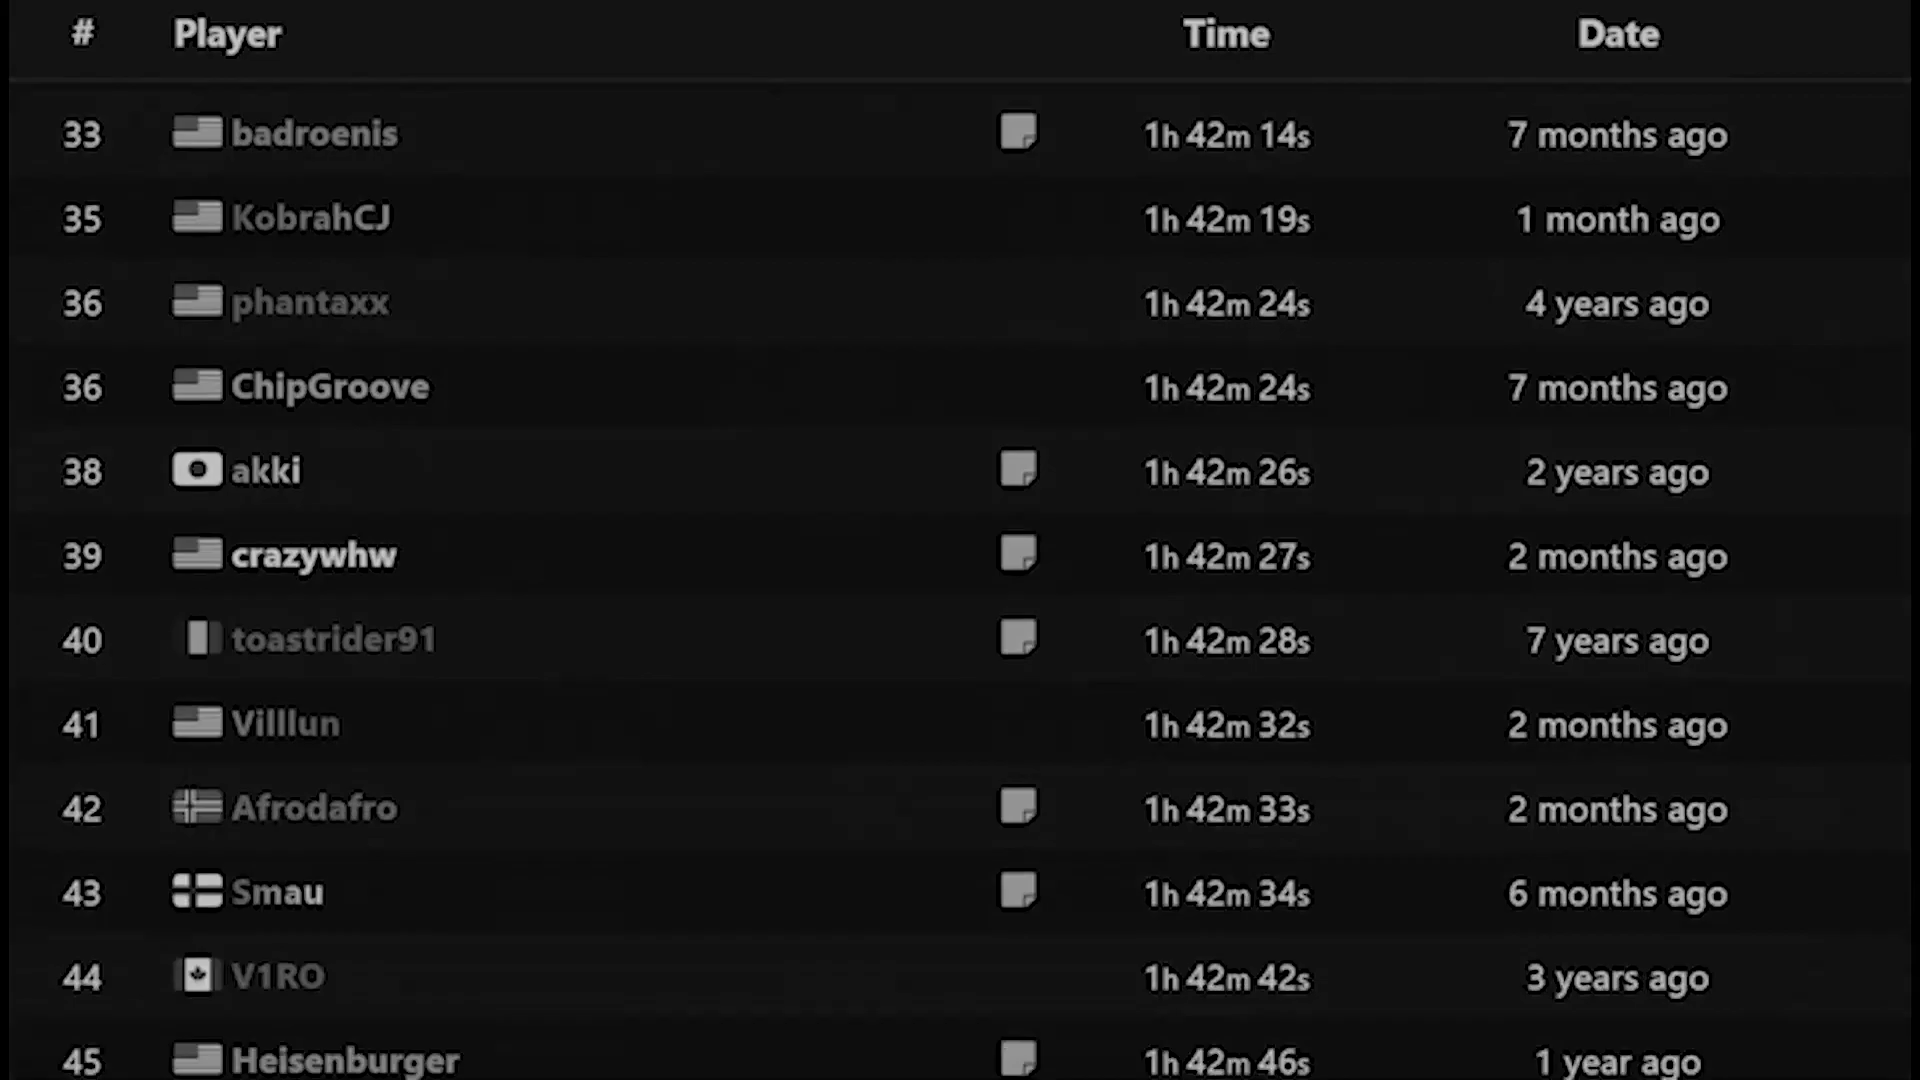 # Player Time Date
33 badroenis 1h 42m 14s 7 months ago
35 KobrahCJ 1h 42m 19s 1 month ago
36 phantaxx 1h 42m 24s 4 years ago
36 ChipGroove 1h 42m 24s 7 months ago
38 akki 1h 42m 26s 2 years ago
39 crazywhw 1h 42m 27s 2 months ago
40 toastrider91 1h 42m 28s 7 years ago
41 Villlun 1h 42m 32s 2 months ago
42 Afrodafro 1h 42m 33s 2 months ago
43 Smau 1h 42m 34s 6 months ago
44 V1RO 1h 42m 42s 3 years ago
45 Heisenburger 1h 42m 46s 1 year ago